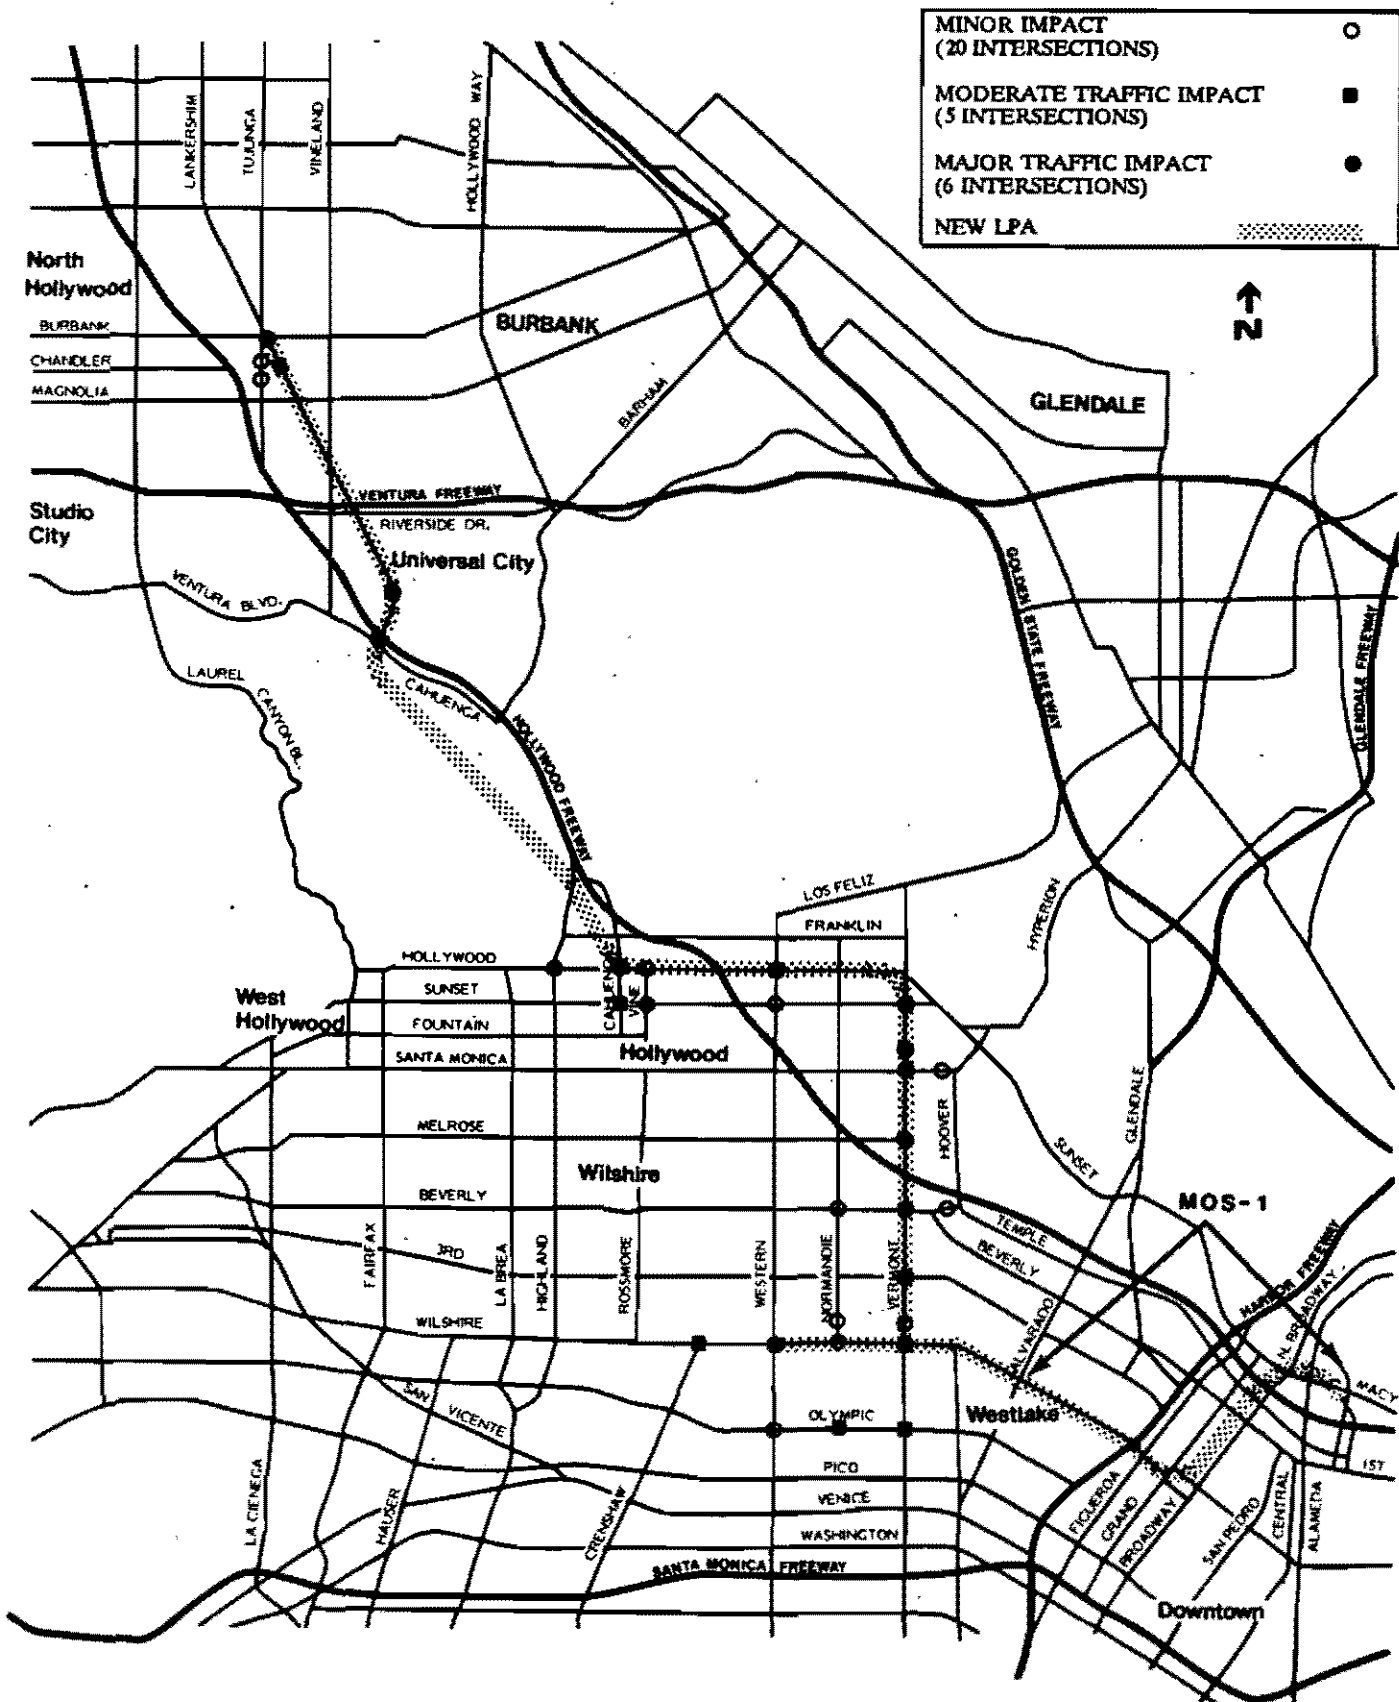 MINOR IMPACT
(20 INTERSECTIONS)
MODERATE TRAFFIC IMPACT
(5 INTERSECTIONS)
MAJOR TRAFFIC IMPACT
(6 INTERSECTIONS)
NEW LPA
N
LANKERSHIM
TUJUNGA
VINELAND
HOLLYWOOD WAY
North
Hollywood
BURBANK
CHANDLER
MAGNOLIA
BURBANK
BARHAM
GLENDALE
VENTURA FREEWAY
RIVERSIDE DR.
Studio
City
Universal City
VENTURA BLVD.
GOLDEN STATE FREEWAY
GLENDALE FREEWAY
LAUREL
CANYON BL.
CAHUENGA
HOLLYWOOD FREEWAY
LOS FELIZ
FRANKLIN
HYPERION
HOLLYWOOD
SUNSET
FOUNTAIN
SANTA MONICA
CAHUENGA
VINE
West
Hollywood
Hollywood
MELROSE
HOOVER
GLENDALE
SUNSET
Wilshire
BEVERLY
MOS-1
TEMPLE
BEVERLY
3RD
FAIRFAX
LA BREA
HIGHLAND
ROSSMORE
WESTERN
NORMANDIE
VERMONT
HARBOR FREEWAY
N. BROADWAY
ALVARADO
WILSHIRE
MACY
SAN VICENTE
OLYMPIC
Westlake
PICO
1ST
VENICE
WASHINGTON
LA CIENEGA
HAUSER
CRENSHAW
FIGUEROA
GRAND
BROADWAY
SAN PEDRO
CENTRAL
ALAMEDA
SANTA MONICA FREEWAY
Downtown